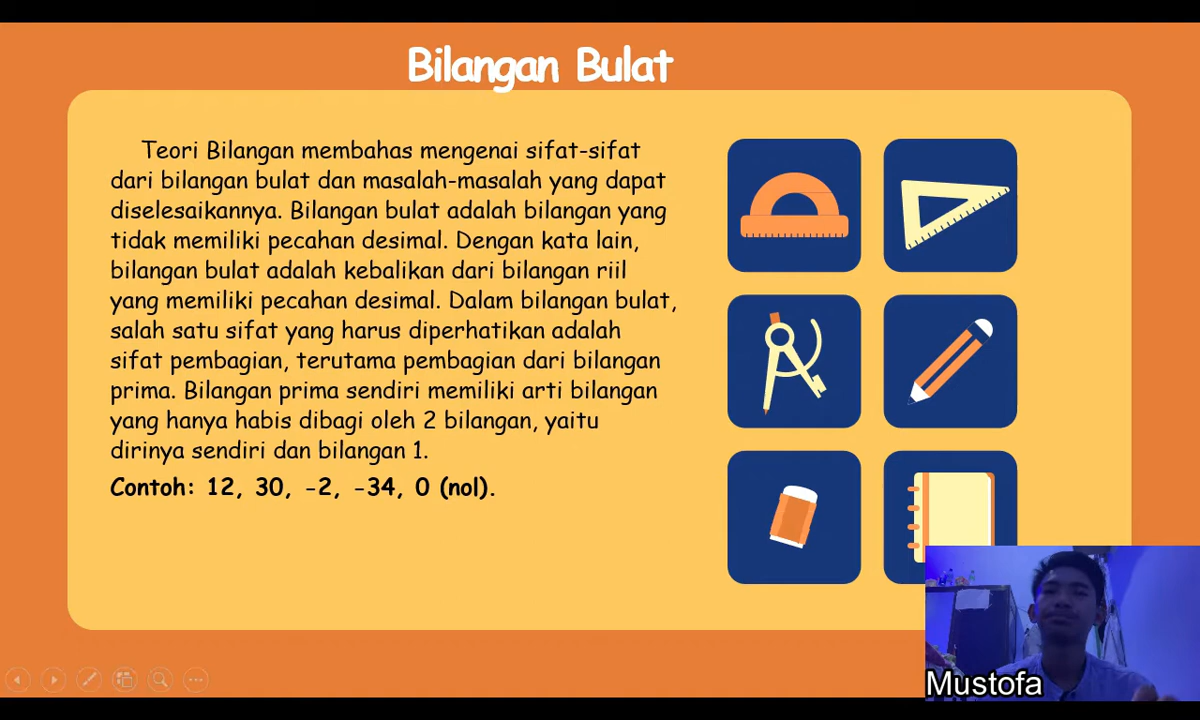 Bilangan Bulat
Teori Bilangan membahas mengenai sifat-sifat
dari bilangan bulat dan masalah-masalah yang dapat
diselesaikannya. Bilangan bulat adalah bilangan yang
tidak memiliki pecahan desimal. Dengan kata lain,
bilangan bulat adalah kebalikan dari bilangan riil
yang memiliki pecahan desimal. Dalam bilangan bulat,
salah satu sifat yang harus diperhatikan adalah
sifat pembagian, terutama pembagian dari bilangan
prima. Bilangan prima sendiri memiliki arti bilangan
yang hanya habis dibagi oleh 2 bilangan, yaitu
dirinya sendiri dan bilangan 1.
Contoh: 12, 30, -2, -34, 0 (nol).
Mustofa